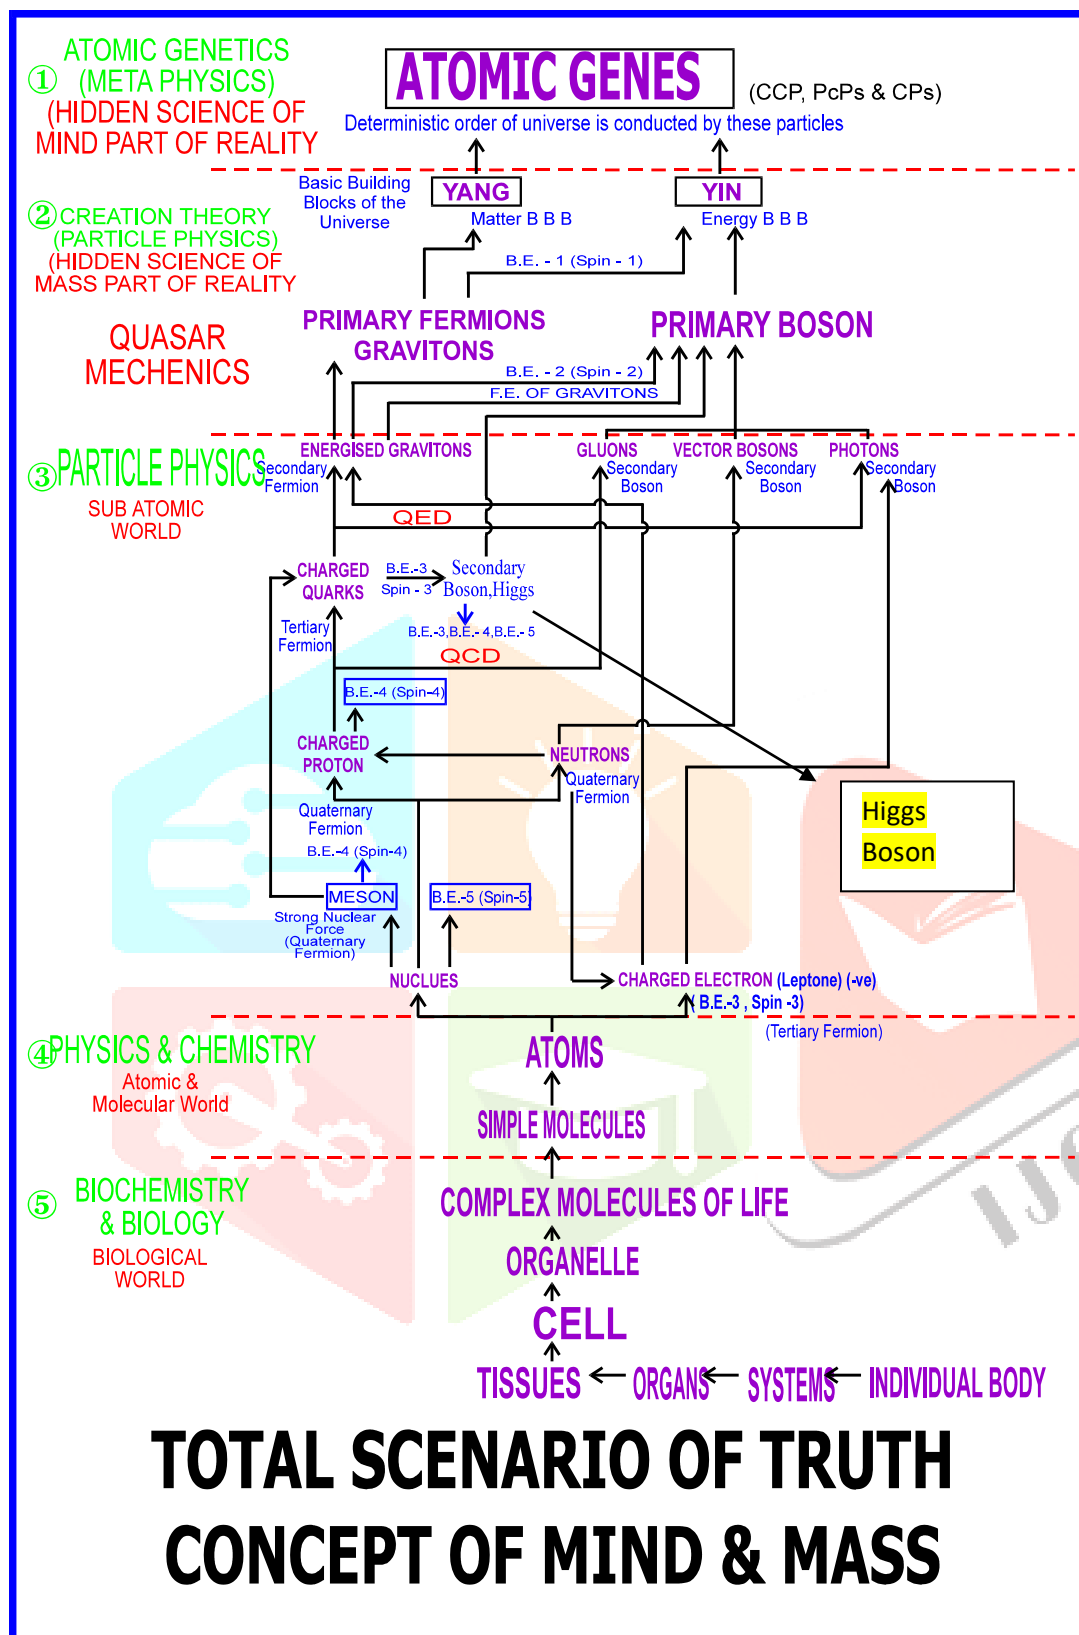 ① ATOMIC GENETICS
(META PHYSICS)
(HIDDEN SCIENCE OF
MIND PART OF REALITY
ATOMIC GENES
(CCP, PcPs & CPs)
Deterministic order of universe is conducted by these particles
Basic Building
Blocks of the
Universe
YANG
YIN
Matter B B B
Energy B B B
② CREATION THEORY
(PARTICLE PHYSICS)
(HIDDEN SCIENCE OF
MASS PART OF REALITY
B.E. - 1 (Spin - 1)
PRIMARY FERMIONS
GRAVITONS
PRIMARY BOSON
QUASAR
MECHENICS
B.E. - 2 (Spin - 2)
F.E. OF GRAVITONS
③ PARTICLE PHYSICS
SUB ATOMIC
WORLD
ENERGISED GRAVITONS
Secondary
Fermion
GLUONS
Secondary
Boson
VECTOR BOSONS
Secondary
Boson
PHOTONS
Secondary
Boson
QED
CHARGED
QUARKS
B.E.-3
Spin - 3
Secondary
Boson,Higgs
Tertiary
Fermion
B.E.-3,B.E.- 4,B.E.- 5
QCD
B.E.-4 (Spin-4)
CHARGED
PROTON
NEUTRONS
Quaternary
Fermion
Quaternary
Fermion
Higgs
Boson
B.E.-4 (Spin-4)
MESON
B.E.-5 (Spin-5)
Strong Nuclear
Force
(Quaternary
Fermion)
NUCLUES
CHARGED ELECTRON (Leptone) (-ve)
( B.E.-3 , Spin -3)
(Tertiary Fermion)
④ PHYSICS & CHEMISTRY
Atomic &
Molecular World
ATOMS
SIMPLE MOLECULES
⑤ BIOCHEMISTRY
& BIOLOGY
BIOLOGICAL
WORLD
COMPLEX MOLECULES OF LIFE
ORGANELLE
CELL
TISSUES ORGANS SYSTEMS INDIVIDUAL BODY
TOTAL SCENARIO OF TRUTH
CONCEPT OF MIND & MASS